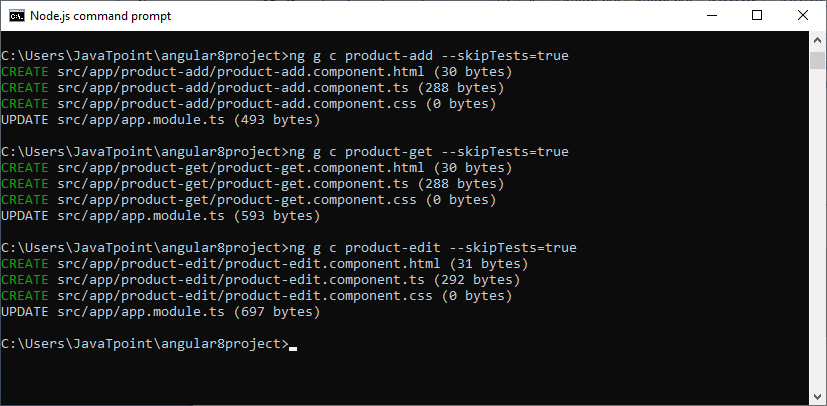 Node.js command prompt
C:\Users\JavaTpoint\angular8project>ng g c product-add --skipTests=true
CREATE src/app/product-add/product-add.component.html (30 bytes)
CREATE src/app/product-add/product-add.component.ts (288 bytes)
CREATE src/app/product-add/product-add.component.css (0 bytes)
UPDATE src/app/app.module.ts (493 bytes)
C:\Users\JavaTpoint\angular8project>ng g c product-get --skipTests=true
CREATE src/app/product-get/product-get.component.html (30 bytes)
CREATE src/app/product-get/product-get.component.ts (288 bytes)
CREATE src/app/product-get/product-get.component.css (0 bytes)
UPDATE src/app/app.module.ts (593 bytes)
C:\Users\JavaTpoint\angular8project>ng g c product-edit --skipTests=true
CREATE src/app/product-edit/product-edit.component.html (31 bytes)
CREATE src/app/product-edit/product-edit.component.ts (292 bytes)
CREATE src/app/product-edit/product-edit.component.css (0 bytes)
UPDATE src/app/app.module.ts (697 bytes)
C:\Users\JavaTpoint\angular8project>